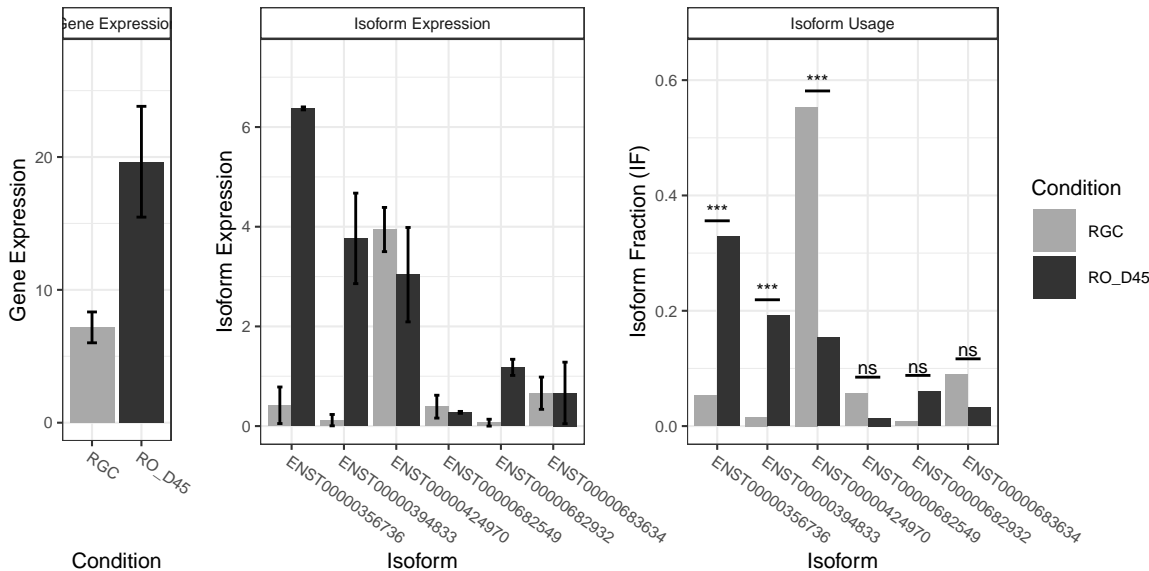 Gene Expression
Isoform Expression
Isoform Usage
Gene Expression
20
10
0
RGC
RO_D45
Condition
Isoform Expression
6
4
2
0
ENST00000356736
ENST00000394833
ENST00000424970
ENST00000682549
ENST00000682932
ENST00000683634
Isoform
Isoform Fraction (IF)
0.6
0.4
0.2
0.0
***
***
***
ns
ns
ns
ENST00000356736
ENST00000394833
ENST00000424970
ENST00000682549
ENST00000682932
ENST00000683634
Isoform
Condition
RGC
RO_D45